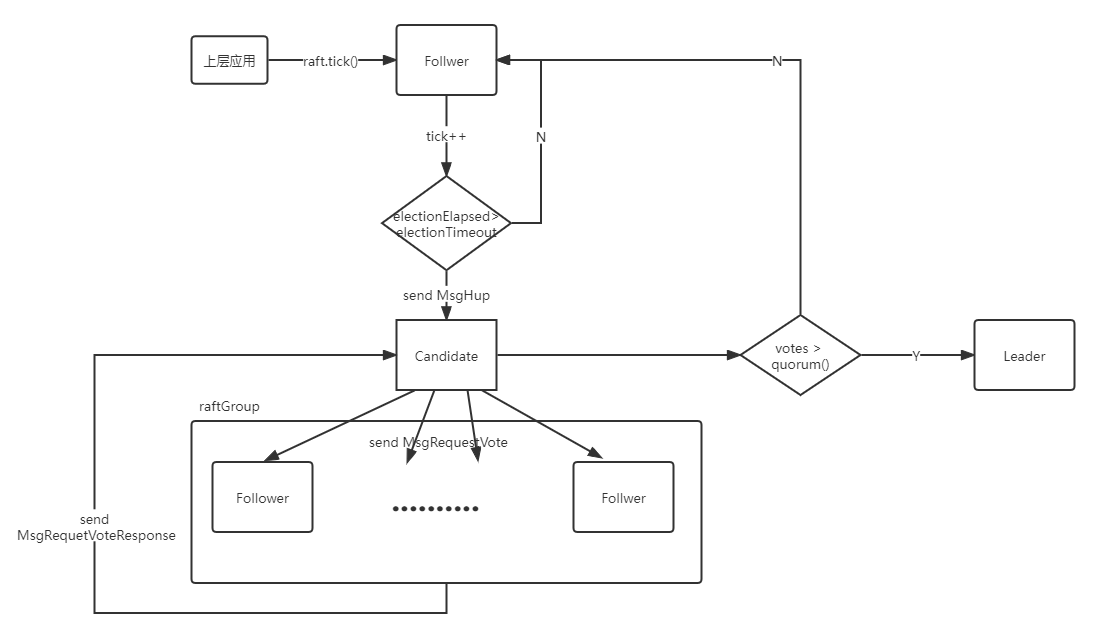 上层应用
raft.tick()
Follwer
N
tick++
N
electionElapsed>
electionTimeout
send MsgHup
Candidate
votes >
quorum()
Y
Leader
raftGroup
send MsgRequestVote
Follower
..........
Follwer
send
MsgRequetVoteResponse